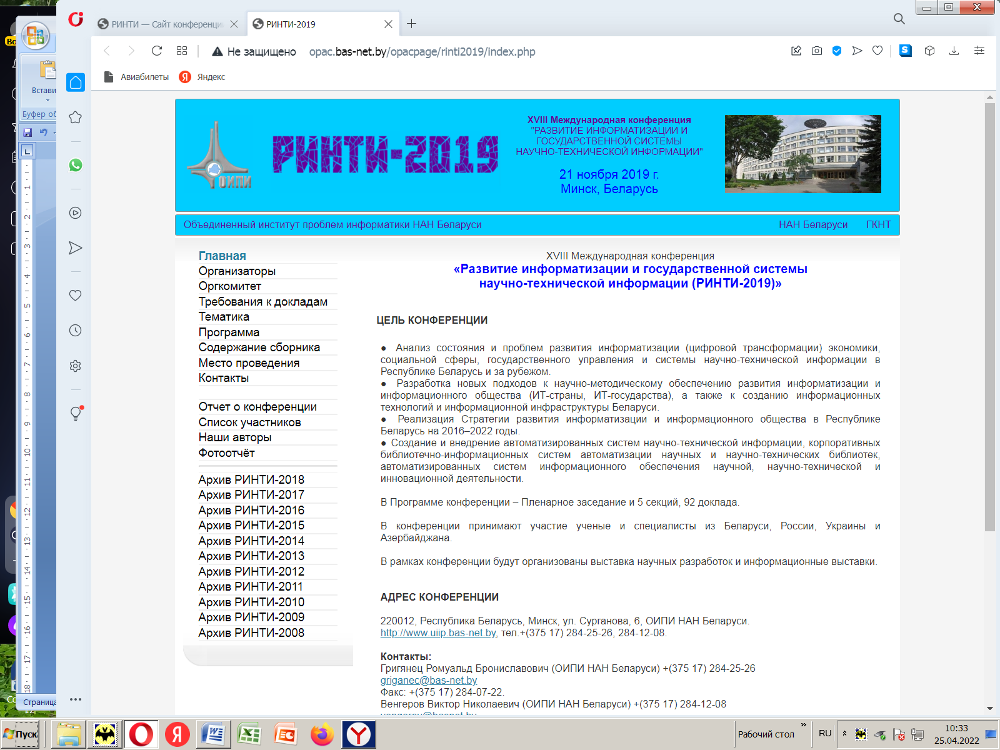 РИНТИ — Сайт конференции
РИНТИ-2019
Не защищено opac.bas-net.by/opacpage/rinti2019/index.php
Авиабилеты
Яндекс
Встави
Буфер об
XVIII Международная конференция
"РАЗВИТИЕ ИНФОРМАТИЗАЦИИ И
ГОСУДАРСТВЕННОЙ СИСТЕМЫ
НАУЧНО-ТЕХНИЧЕСКОЙ ИНФОРМАЦИИ"
21 ноября 2019 г.
Минск, Беларусь
РИНТИ-2019
ОИПИ
Объединенный институт проблем информатики НАН Беларуси
НАН Беларуси ГКНТ
Главная
Организаторы
Оргкомитет
Требования к докладам
Тематика
Программа
Содержание сборника
Место проведения
Контакты
Отчет о конференции
Список участников
Наши авторы
Фотоотчёт
Архив РИНТИ-2018
Архив РИНТИ-2017
Архив РИНТИ-2016
Архив РИНТИ-2015
Архив РИНТИ-2014
Архив РИНТИ-2013
Архив РИНТИ-2012
Архив РИНТИ-2011
Архив РИНТИ-2010
Архив РИНТИ-2009
Архив РИНТИ-2008
XVIII Международная конференция
«Развитие информатизации и государственной системы
научно-технической информации (РИНТИ-2019)»
ЦЕЛЬ КОНФЕРЕНЦИИ
● Анализ состояния и проблем развития информатизации (цифровой трансформации) экономики,
социальной сферы, государственного управления и системы научно-технической информации в
Республике Беларусь и за рубежом.
● Разработка новых подходов к научно-методическому обеспечению развития информатизации и
информационного общества (ИТ-страны, ИТ-государства), а также к созданию информационных
технологий и информационной инфраструктуры Беларуси.
● Реализация Стратегии развития информатизации и информационного общества в Республике
Беларусь на 2016–2022 годы.
● Создание и внедрение автоматизированных систем научно-технической информации, корпоративных
библиотечно-информационных систем автоматизации научных и научно-технических библиотек,
автоматизированных систем информационного обеспечения научной, научно-технической и
инновационной деятельности.
В Программе конференции – Пленарное заседание и 5 секций, 92 доклада.
В конференции принимают участие ученые и специалисты из Беларуси, России, Украины и
Азербайджана.
В рамках конференции будут организованы выставка научных разработок и информационные выставки.
АДРЕС КОНФЕРЕНЦИИ
220012, Республика Беларусь, Минск, ул. Сурганова, 6, ОИПИ НАН Беларуси.
http://www.uiip.bas-net.by, тел.+(375 17) 284-25-26, 284-12-08.
Контакты:
Григянец Ромуальд Брониславович (ОИПИ НАН Беларуси) +(375 17) 284-25-26
griganec@bas-net.by
Факс: +(375 17) 284-07-22.
Венгеров Виктор Николаевич (ОИПИ НАН Беларуси) +(375 17) 284-12-08
Страница
Пуск
Рабочий стол
RU
10:33
25.04.2022